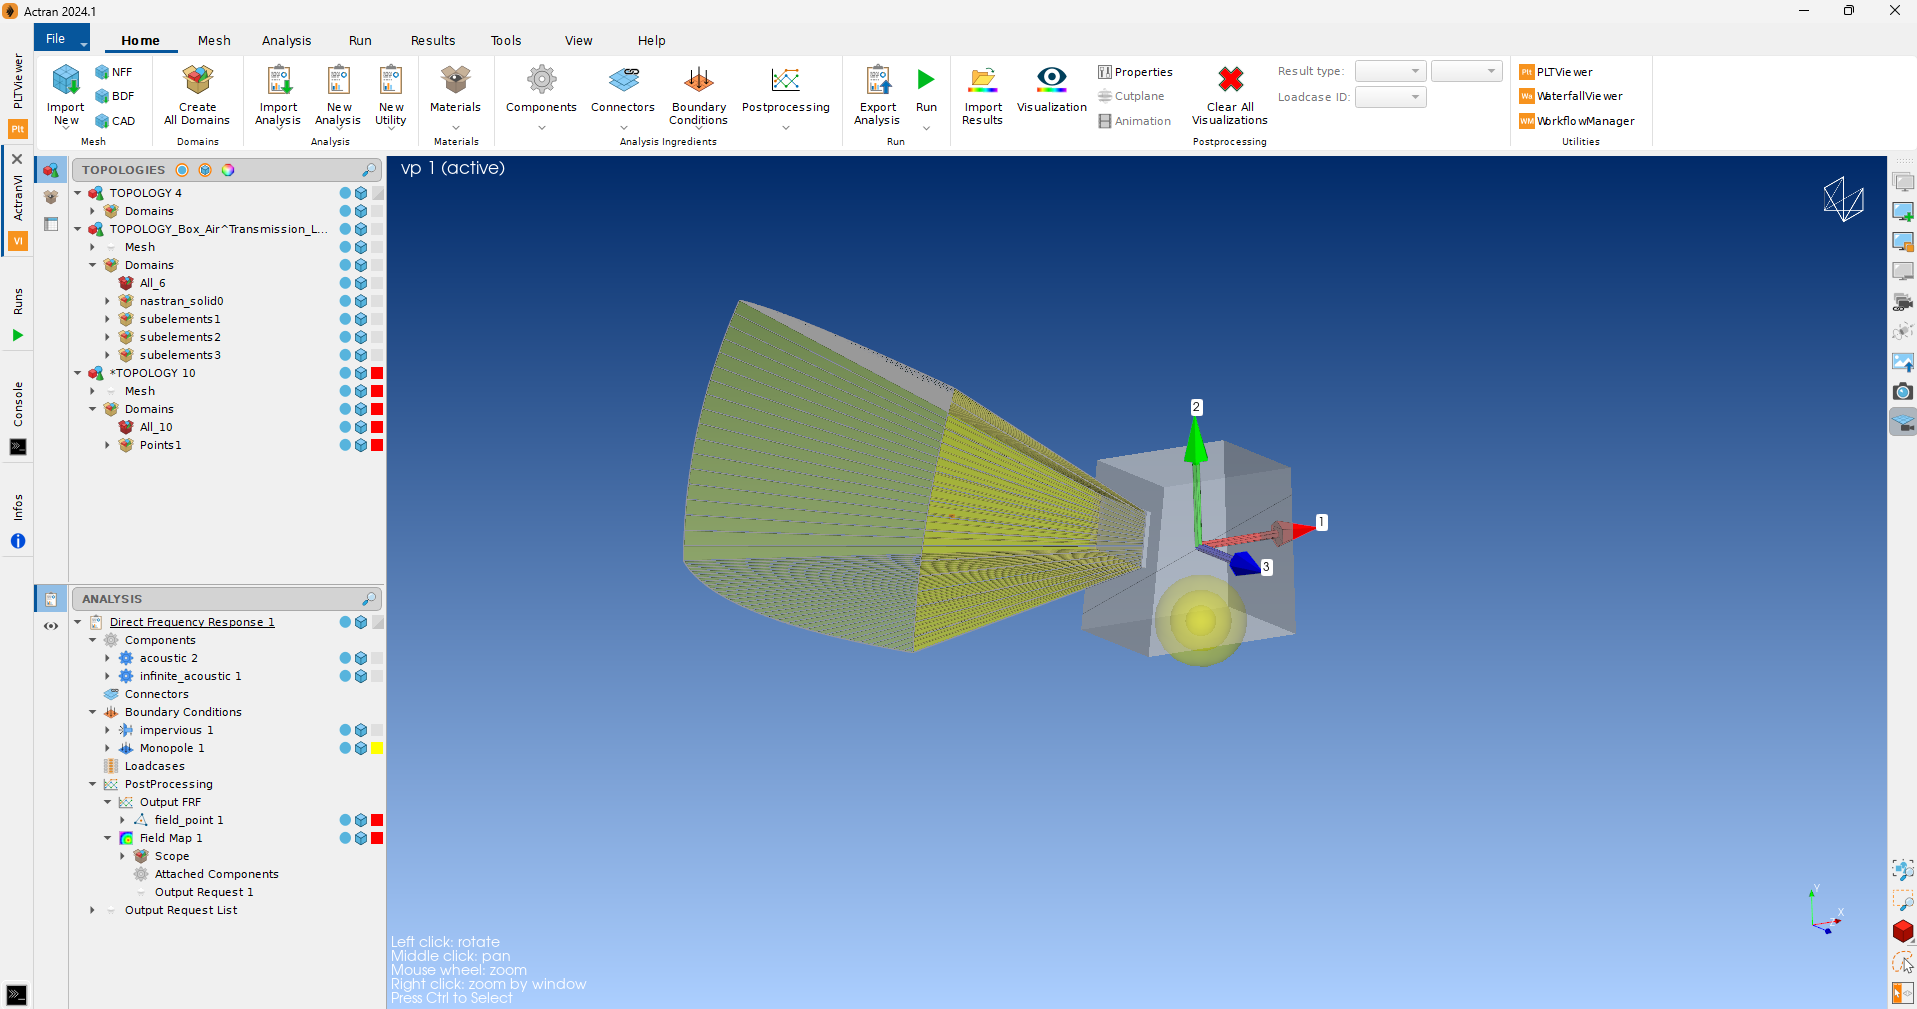 Actran 2024.1
File
Home
Mesh
Analysis
Run
Results
Tools
View
Help
Import New
NFF
BDF
CAD
Mesh
Create All Domains
Domains
Import Analysis
New Analysis
New Utility
Analysis
Materials
Materials
Components
Connectors
Boundary Conditions
Postprocessing
Analysis Ingredients
Export Analysis
Run
Run
Import Results
Visualization
Properties
Cutplane
Animation
Clear All Visualizations
Result type:
Loadcase ID:
Postprocessing
Plt PLTViewer
Wa WaterfallViewer
WM WorkflowManager
Utilities
PLTViewer
Plt
ActranVI
VI
Runs
Console
Infos
TOPOLOGIES
TOPOLOGY 4
Domains
TOPOLOGY_Box_Air^Transmission_L...
Mesh
Domains
All_6
nastran_solid0
subelements1
subelements2
subelements3
*TOPOLOGY 10
Mesh
Domains
All_10
Points1
ANALYSIS
Direct Frequency Response 1
Components
acoustic 2
infinite_acoustic 1
Connectors
Boundary Conditions
impervious 1
Monopole 1
Loadcases
PostProcessing
Output FRF
field_point 1
Field Map 1
Scope
Attached Components
Output Request 1
Output Request List
vp 1 (active)
2
1
3
Y
X
Left click: rotate
Middle click: pan
Mouse wheel: zoom
Right click: zoom by window
Press Ctrl to Select